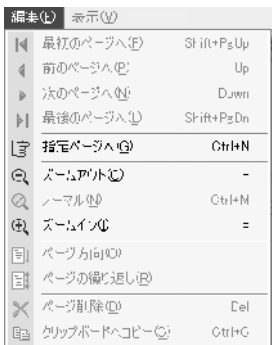 編集(E) 表示(V)
最初のページへ(F) Shift+PgUp
前のページへ(P) Up
次のページへ(N) Down
最後のページへ(L) Shift+PgDn
指定ページへ(G) Ctrl+N
ズームアウト(O) -
ノーマル(N) Ctrl+M
ズームイン(I) =
ページ方向(O)
ページの繰り返し(R)
ページ削除(D) Del
クリップボードへコピー(C) Ctrl+C